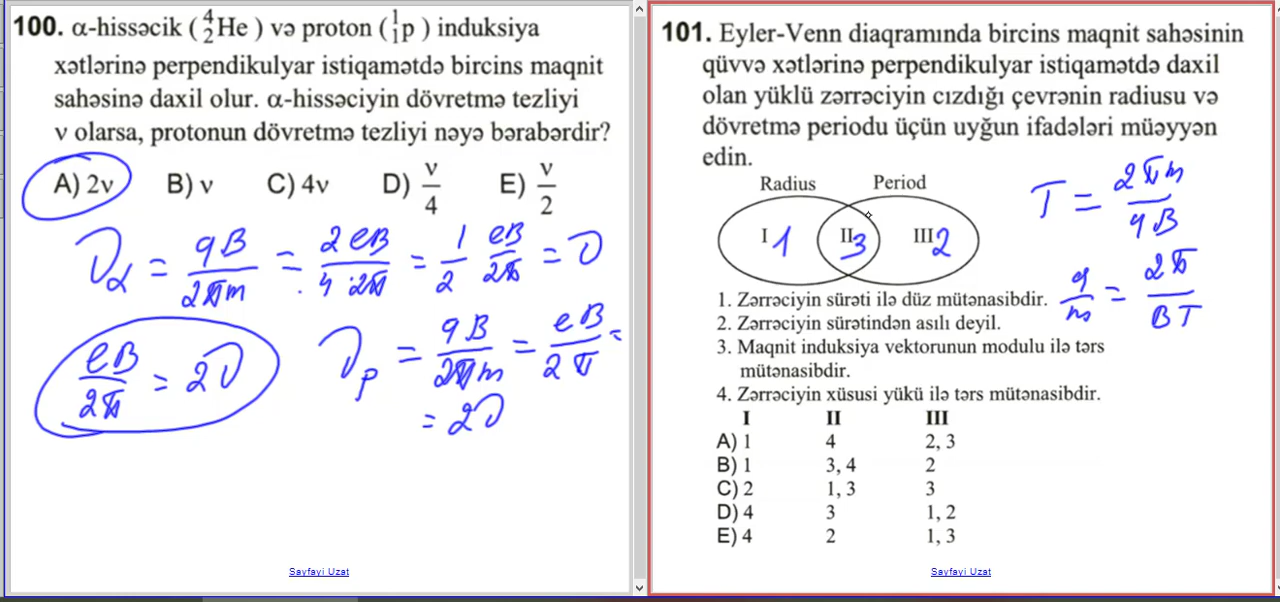 100. α-hissəcik (⁴₂He) və proton (¹₁p) induksiya
xətlərinə perpendikulyar istiqamətdə bircins maqnit
sahəsinə daxil olur. α-hissəciyin dövretmə tezliyi
ν olarsa, protonun dövretmə tezliyi nəyə bərabərdir?
A) 2ν B) ν C) 4ν D) ν/4 E) ν/2
ν_α = qB/2πm = 2eB/4·2π = 1/2 eB/2π = ν
eB/2π = 2ν
ν_p = qB/2πm = eB/2π =
= 2ν
Sayfayi Uzat
101. Eyler-Venn diaqramında bircins maqnit sahəsinin
qüvvə xətlərinə perpendikulyar istiqamətdə daxil
olan yüklü zərrəciyin cızdığı çevrənin radiusu və
dövretmə periodu üçün uyğun ifadələri müəyyən
edin.
Radius Period
I 1 II 3 III 2
T = 2πm/qB
q/m = 2π/BT
1. Zərrəciyin sürəti ilə düz mütənasibdir.
2. Zərrəciyin sürətindən asılı deyil.
3. Maqnit induksiya vektorunun modulu ilə tərs
mütənasibdir.
4. Zərrəciyin xüsusi yükü ilə tərs mütənasibdir.
I II III
A) 1 4 2, 3
B) 1 3, 4 2
C) 2 1, 3 3
D) 4 3 1, 2
E) 4 2 1, 3
Sayfayi Uzat